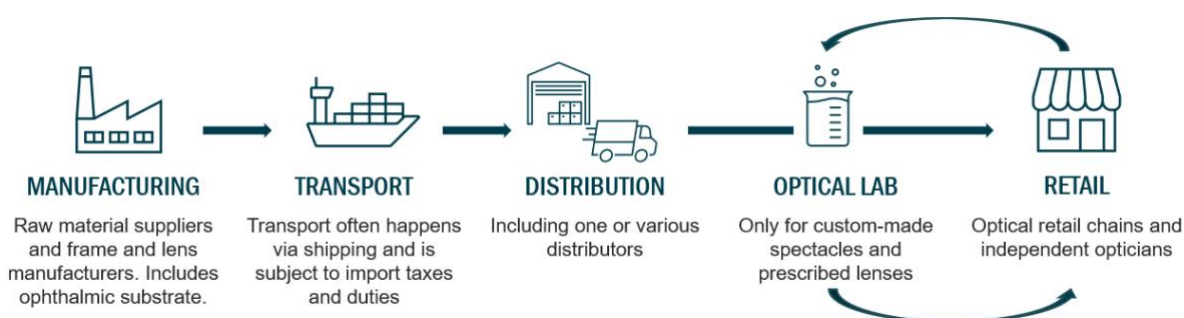 MANUFACTURING
Raw material suppliers
and frame and lens
manufacturers. Includes
ophthalmic substrate.
TRANSPORT
Transport often happens
via shipping and is
subject to import taxes
and duties
DISTRIBUTION
Including one or various
distributors
OPTICAL LAB
Only for custom-made
spectacles and
prescribed lenses
RETAIL
Optical retail chains and
independent opticians